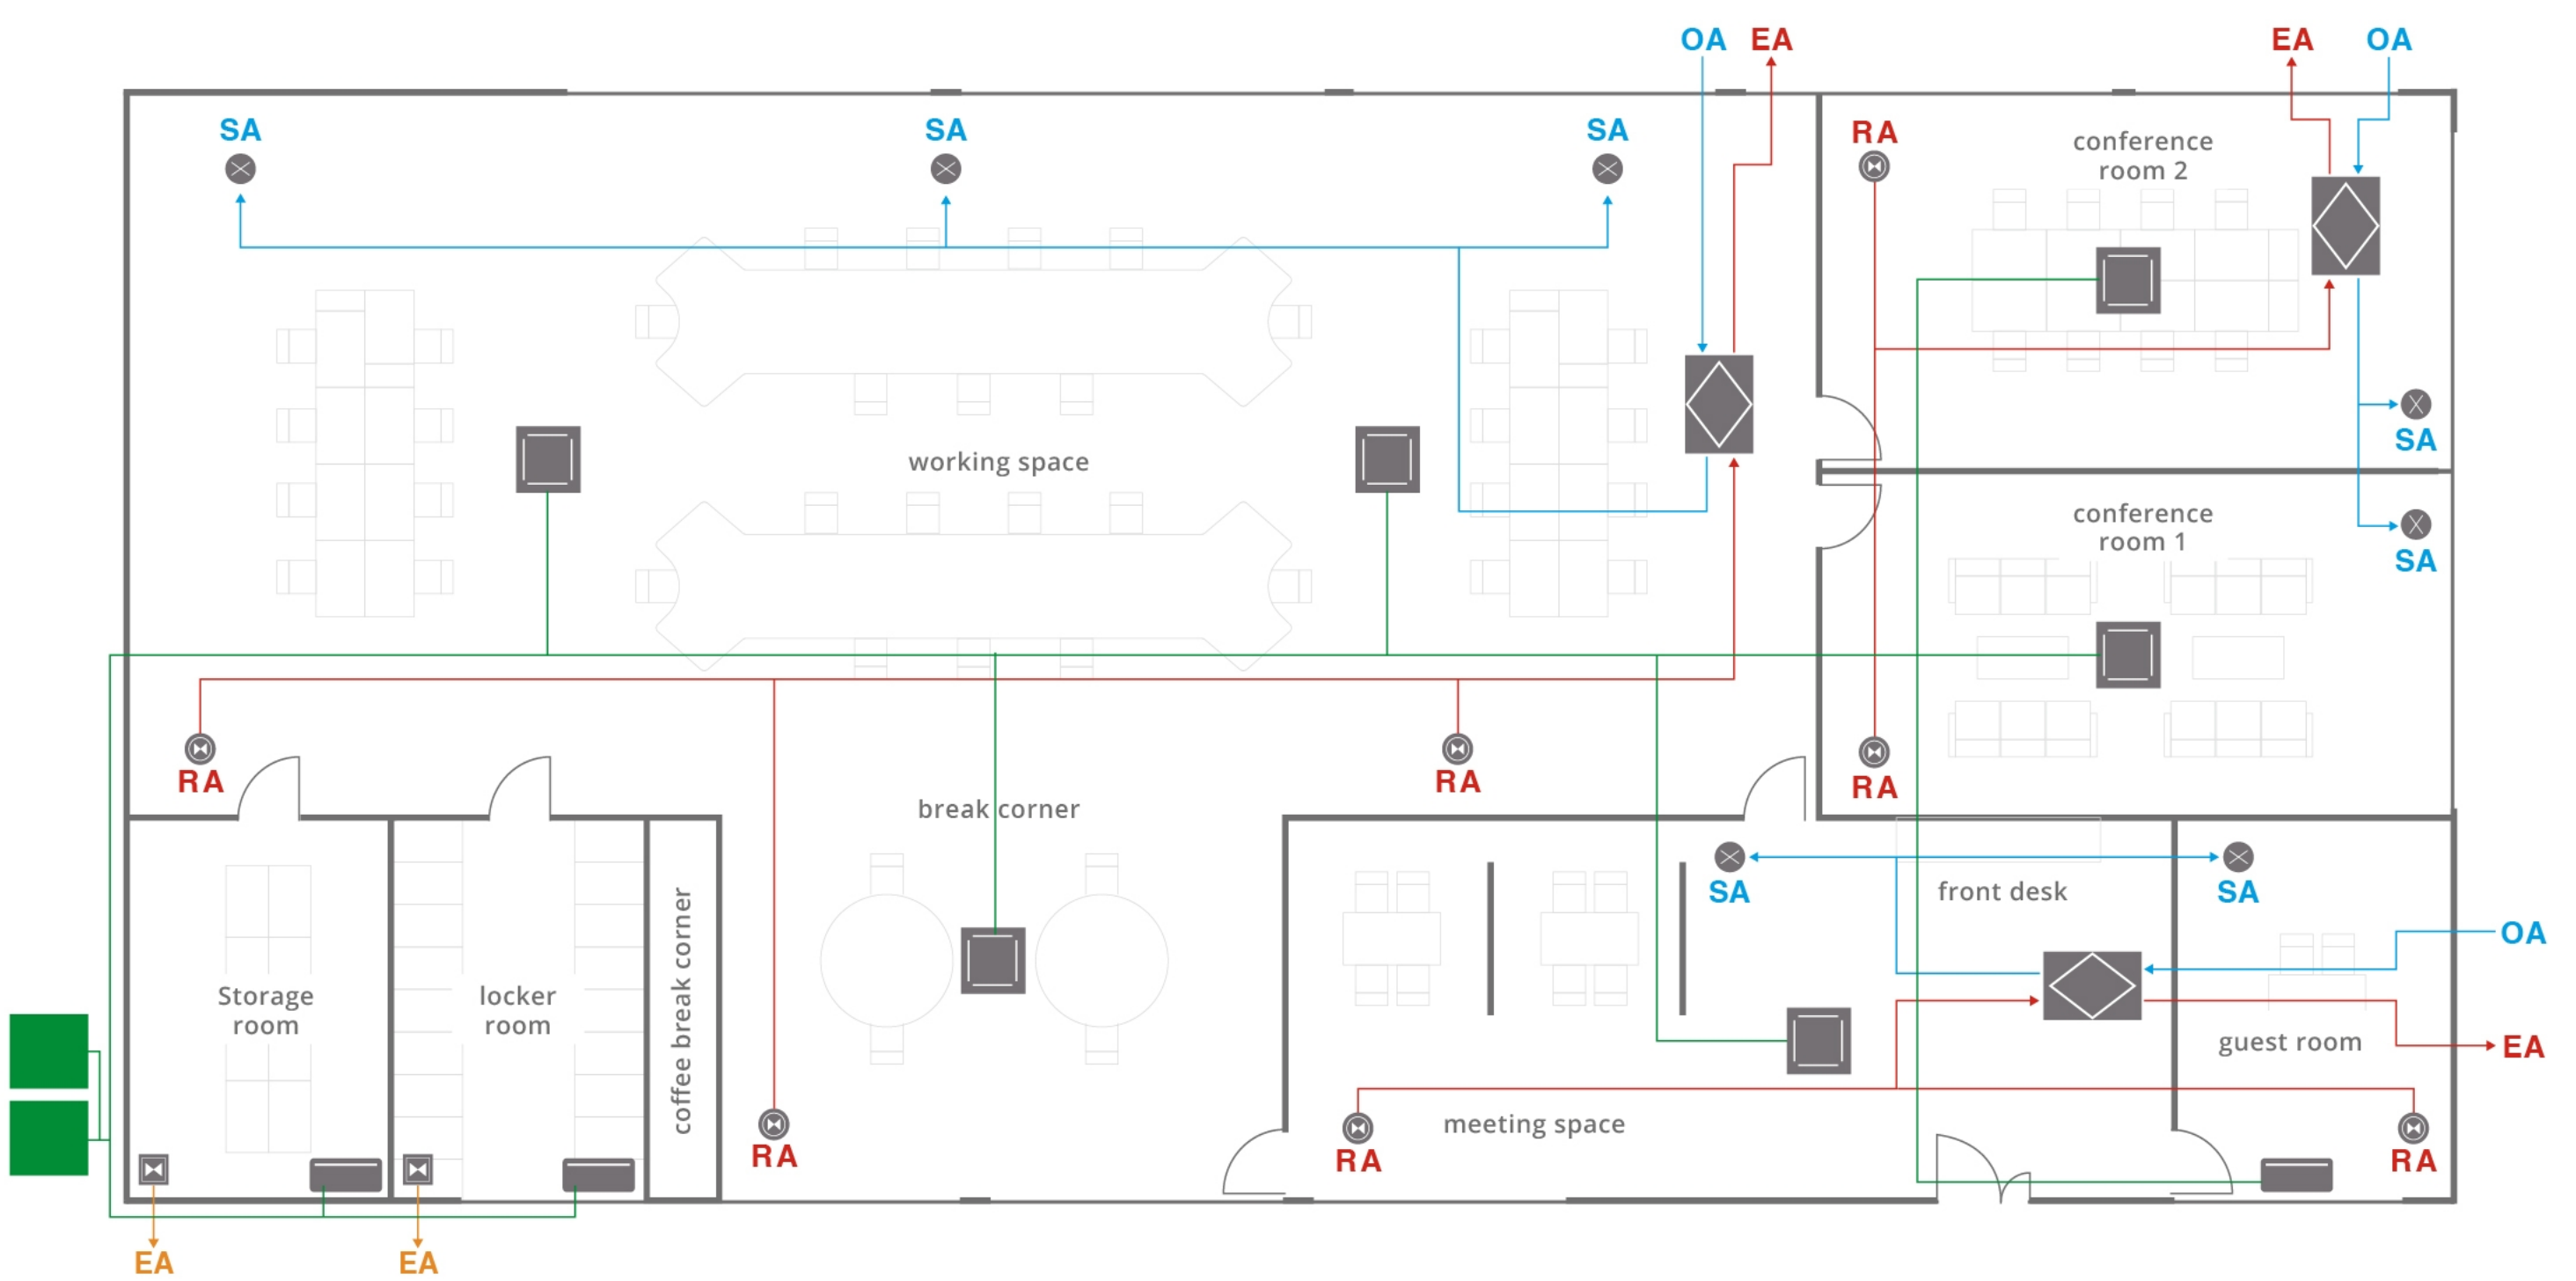 OA EA
EA OA
SA
SA
SA
RA
conference
room 2
SA
working space
conference
room 1
SA
RA
RA
RA
break corner
SA
front desk
SA
OA
Storage
room
locker
room
coffee break corner
guest room
EA
meeting space
RA
RA
RA
EA
EA